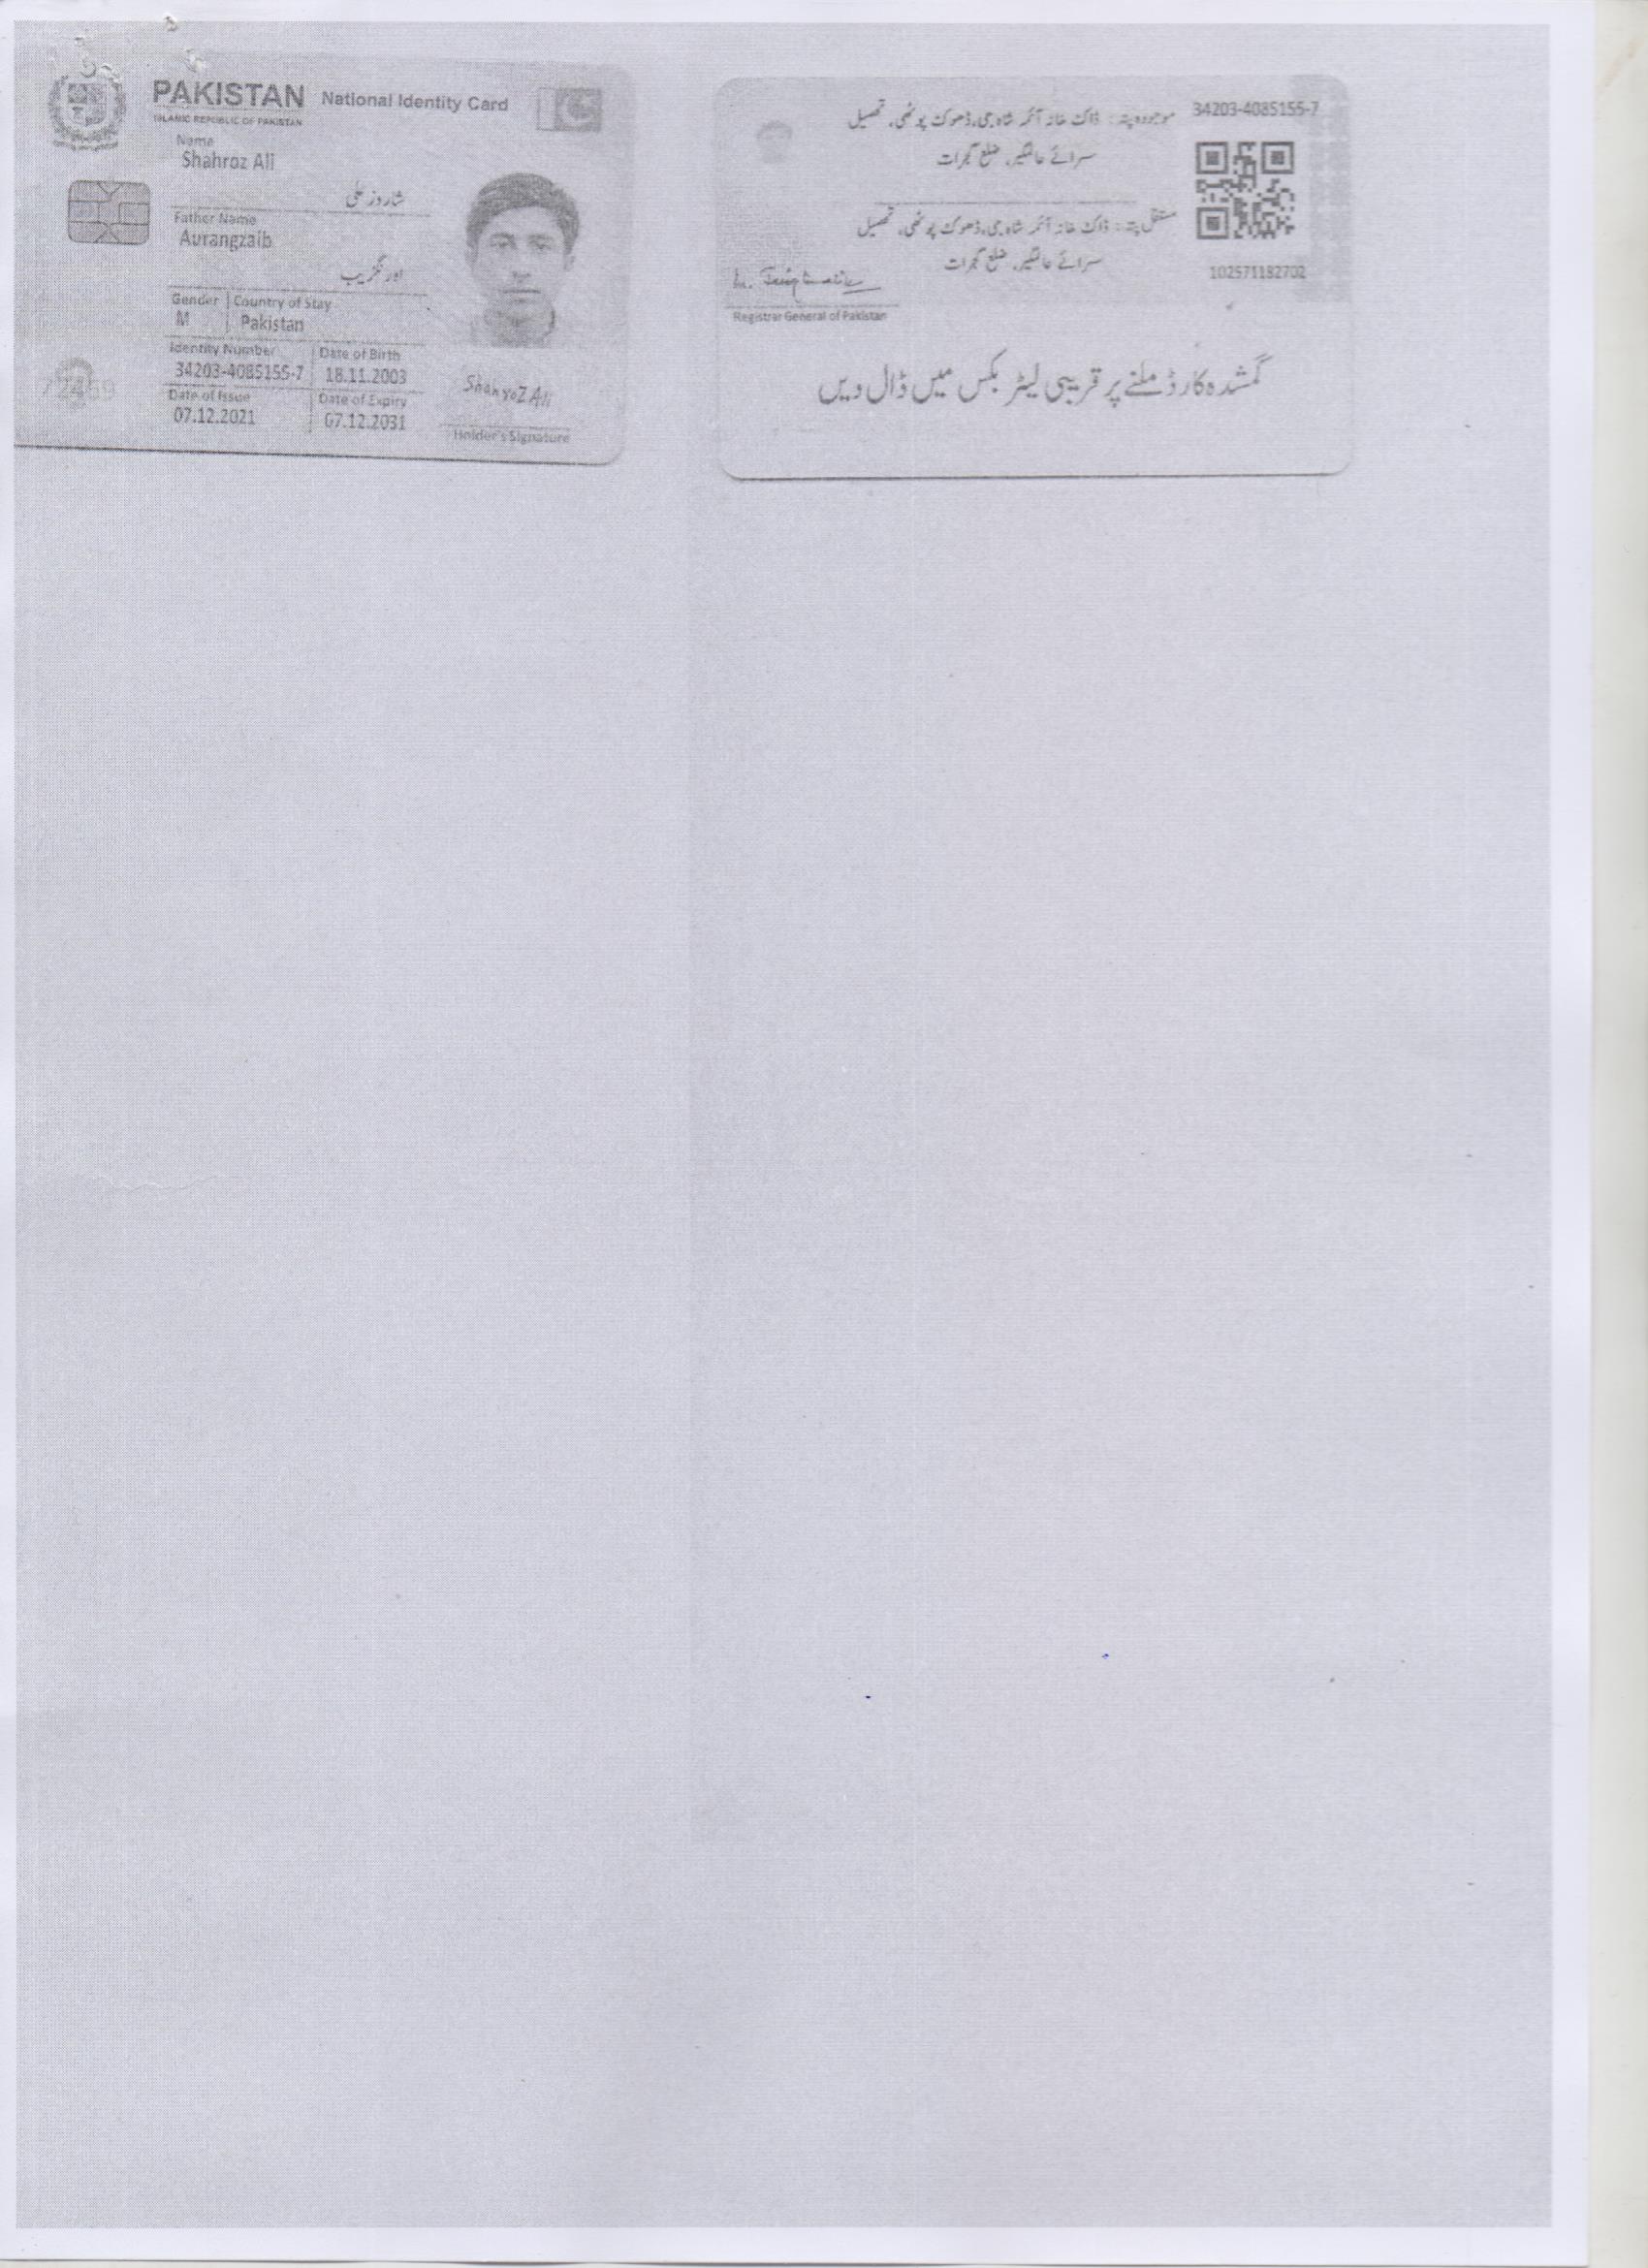 PAKISTAN National Identity Card
ISLAMIC REPUBLIC OF PAKISTAN
Name
Shahroz Ali
شاروز علی
Father Name
Aurangzaib
اورنگزیب
Gender Country of Stay
M Pakistan
Identity Number Date of Birth
34203-4085155-7 18.11.2003
Date of Issue Date of Expiry
07.12.2021 07.12.2031
Shahroz Ali
Holder's Signature
34203-4085155-7
موجودہ پتہ: ڈاک خانہ آئمہ شاہ جی، ڈھوک پوٹھی، تحصیل
سرائے عالمگیر، ضلع گجرات
مستقل پتہ: ڈاک خانہ آئمہ شاہ جی، ڈھوک پوٹھی، تحصیل
سرائے عالمگیر، ضلع گجرات
102571182702
Registrar General of Pakistan
گمشدہ کارڈ ملنے پر قریبی لیٹر بکس میں ڈال دیں